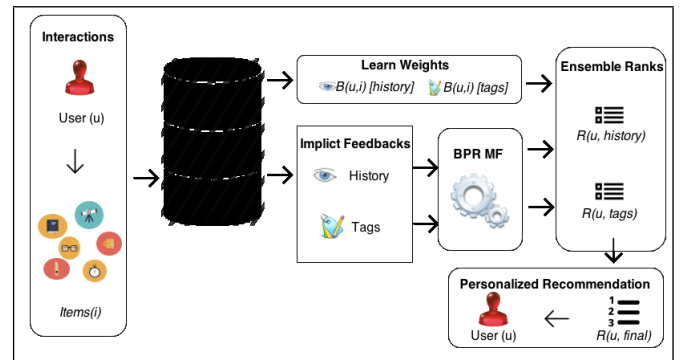 Interactions
User (u)
Items(i)
Learn Weights
B(u,i) [history]
B(u,i) [tags]
Implict Feedbacks
History
Tags
BPR MF
Ensemble Ranks
R(u, history)
R(u, tags)
Personalized Recommendation
User (u)
1
2
3
R(u, final)